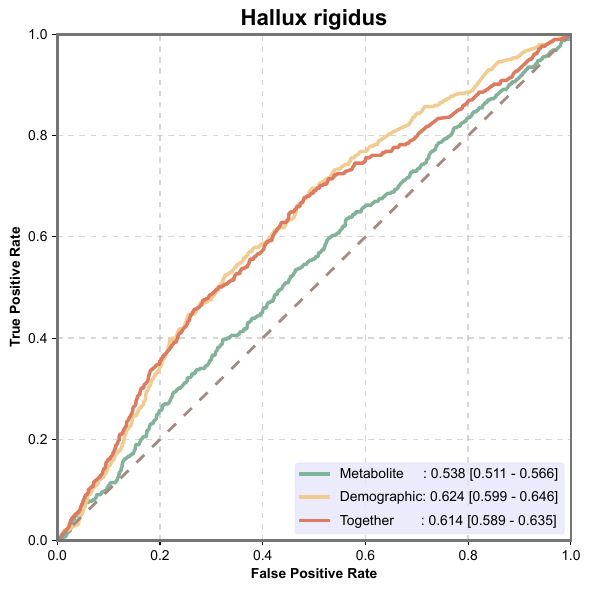 Hallux rigidus
True Positive Rate
1.0
0.8
0.6
0.4
0.2
0.0
Metabolite : 0.538 [0.511 - 0.566]
Demographic: 0.624 [0.599 - 0.646]
Together : 0.614 [0.589 - 0.635]
0.0 0.2 0.4 0.6 0.8 1.0
False Positive Rate